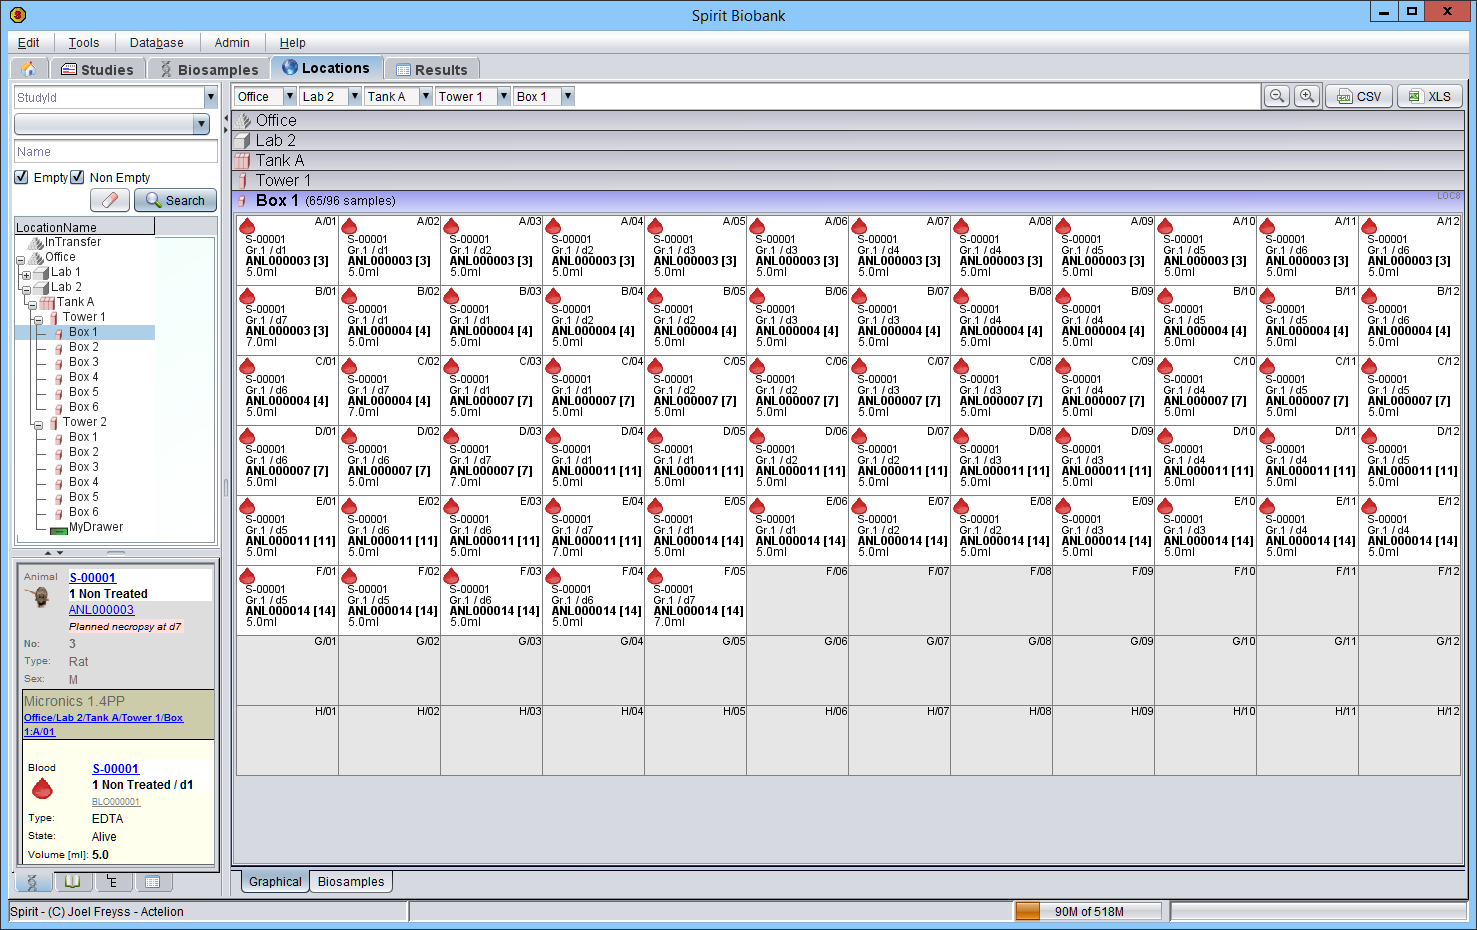 Spirit Biobank
Edit Tools Database Admin Help
Studies Biosamples Locations Results
StudyId
Name
Empty Non Empty
Search
LocationName
InTransfer
Office
Lab 1
Lab 2
Tank A
Tower 1
Box 1
Box 2
Box 3
Box 4
Box 5
Box 6
Tower 2
Box 1
Box 2
Box 3
Box 4
Box 5
Box 6
MyDrawer
Animal S-00001
1 Non Treated
ANL000003
Planned necropsy at d7
No: 3
Type: Rat
Sex: M
Micronics 1.4PP
Office/Lab 2/Tank A/Tower 1/Box
1:A/01
Blood S-00001
1 Non Treated / d1
BLO000001
Type: EDTA
State: Alive
Volume [ml]: 5.0
Office Lab 2 Tank A Tower 1 Box 1 CSV XLS
Office
Lab 2
Tank A
Tower 1
Box 1 (65/96 samples) LOC8
A/01 A/02 A/03 A/04 A/05 A/06 A/07 A/08 A/09 A/10 A/11 A/12
S-00001 S-00001 S-00001 S-00001 S-00001 S-00001 S-00001 S-00001 S-00001 S-00001 S-00001 S-00001
Gr.1 / d1 Gr.1 / d1 Gr.1 / d2 Gr.1 / d2 Gr.1 / d3 Gr.1 / d3 Gr.1 / d4 Gr.1 / d4 Gr.1 / d5 Gr.1 / d5 Gr.1 / d6 Gr.1 / d6
ANL000003 [3] ANL000003 [3] ANL000003 [3] ANL000003 [3] ANL000003 [3] ANL000003 [3] ANL000003 [3] ANL000003 [3] ANL000003 [3] ANL000003 [3] ANL000003 [3] ANL000003 [3]
5.0ml 5.0ml 5.0ml 5.0ml 5.0ml 5.0ml 5.0ml 5.0ml 5.0ml 5.0ml 5.0ml 5.0ml
B/01 B/02 B/03 B/04 B/05 B/06 B/07 B/08 B/09 B/10 B/11 B/12
S-00001 S-00001 S-00001 S-00001 S-00001 S-00001 S-00001 S-00001 S-00001 S-00001 S-00001 S-00001
Gr.1 / d7 Gr.1 / d1 Gr.1 / d1 Gr.1 / d2 Gr.1 / d2 Gr.1 / d3 Gr.1 / d3 Gr.1 / d4 Gr.1 / d4 Gr.1 / d5 Gr.1 / d5 Gr.1 / d6
ANL000003 [3] ANL000004 [4] ANL000004 [4] ANL000004 [4] ANL000004 [4] ANL000004 [4] ANL000004 [4] ANL000004 [4] ANL000004 [4] ANL000004 [4] ANL000004 [4] ANL000004 [4]
7.0ml 5.0ml 5.0ml 5.0ml 5.0ml 5.0ml 5.0ml 5.0ml 5.0ml 5.0ml 5.0ml 5.0ml
C/01 C/02 C/03 C/04 C/05 C/06 C/07 C/08 C/09 C/10 C/11 C/12
S-00001 S-00001 S-00001 S-00001 S-00001 S-00001 S-00001 S-00001 S-00001 S-00001 S-00001 S-00001
Gr.1 / d6 Gr.1 / d7 Gr.1 / d1 Gr.1 / d1 Gr.1 / d2 Gr.1 / d2 Gr.1 / d3 Gr.1 / d3 Gr.1 / d4 Gr.1 / d4 Gr.1 / d5 Gr.1 / d5
ANL000004 [4] ANL000004 [4] ANL000007 [7] ANL000007 [7] ANL000007 [7] ANL000007 [7] ANL000007 [7] ANL000007 [7] ANL000007 [7] ANL000007 [7] ANL000007 [7] ANL000007 [7]
5.0ml 7.0ml 5.0ml 5.0ml 5.0ml 5.0ml 5.0ml 5.0ml 5.0ml 5.0ml 5.0ml 5.0ml
D/01 D/02 D/03 D/04 D/05 D/06 D/07 D/08 D/09 D/10 D/11 D/12
S-00001 S-00001 S-00001 S-00001 S-00001 S-00001 S-00001 S-00001 S-00001 S-00001 S-00001 S-00001
Gr.1 / d6 Gr.1 / d6 Gr.1 / d7 Gr.1 / d1 Gr.1 / d1 Gr.1 / d2 Gr.1 / d2 Gr.1 / d3 Gr.1 / d3 Gr.1 / d4 Gr.1 / d4 Gr.1 / d5
ANL000007 [7] ANL000007 [7] ANL000007 [7] ANL000011 [11] ANL000011 [11] ANL000011 [11] ANL000011 [11] ANL000011 [11] ANL000011 [11] ANL000011 [11] ANL000011 [11] ANL000011 [11]
5.0ml 5.0ml 7.0ml 5.0ml 5.0ml 5.0ml 5.0ml 5.0ml 5.0ml 5.0ml 5.0ml 5.0ml
E/01 E/02 E/03 E/04 E/05 E/06 E/07 E/08 E/09 E/10 E/11 E/12
S-00001 S-00001 S-00001 S-00001 S-00001 S-00001 S-00001 S-00001 S-00001 S-00001 S-00001 S-00001
Gr.1 / d5 Gr.1 / d6 Gr.1 / d6 Gr.1 / d7 Gr.1 / d1 Gr.1 / d1 Gr.1 / d2 Gr.1 / d2 Gr.1 / d3 Gr.1 / d3 Gr.1 / d4 Gr.1 / d4
ANL000011 [11] ANL000011 [11] ANL000011 [11] ANL000011 [11] ANL000014 [14] ANL000014 [14] ANL000014 [14] ANL000014 [14] ANL000014 [14] ANL000014 [14] ANL000014 [14] ANL000014 [14]
5.0ml 5.0ml 5.0ml 7.0ml 5.0ml 5.0ml 5.0ml 5.0ml 5.0ml 5.0ml 5.0ml 5.0ml
F/01 F/02 F/03 F/04 F/05 F/06 F/07 F/08 F/09 F/10 F/11 F/12
S-00001 S-00001 S-00001 S-00001 S-00001
Gr.1 / d5 Gr.1 / d5 Gr.1 / d6 Gr.1 / d6 Gr.1 / d7
ANL000014 [14] ANL000014 [14] ANL000014 [14] ANL000014 [14] ANL000014 [14]
5.0ml 5.0ml 5.0ml 5.0ml 7.0ml
G/01 G/02 G/03 G/04 G/05 G/06 G/07 G/08 G/09 G/10 G/11 G/12
H/01 H/02 H/03 H/04 H/05 H/06 H/07 H/08 H/09 H/10 H/11 H/12
Graphical Biosamples
Spirit - (C) Joel Freyss - Actelion 90M of 518M